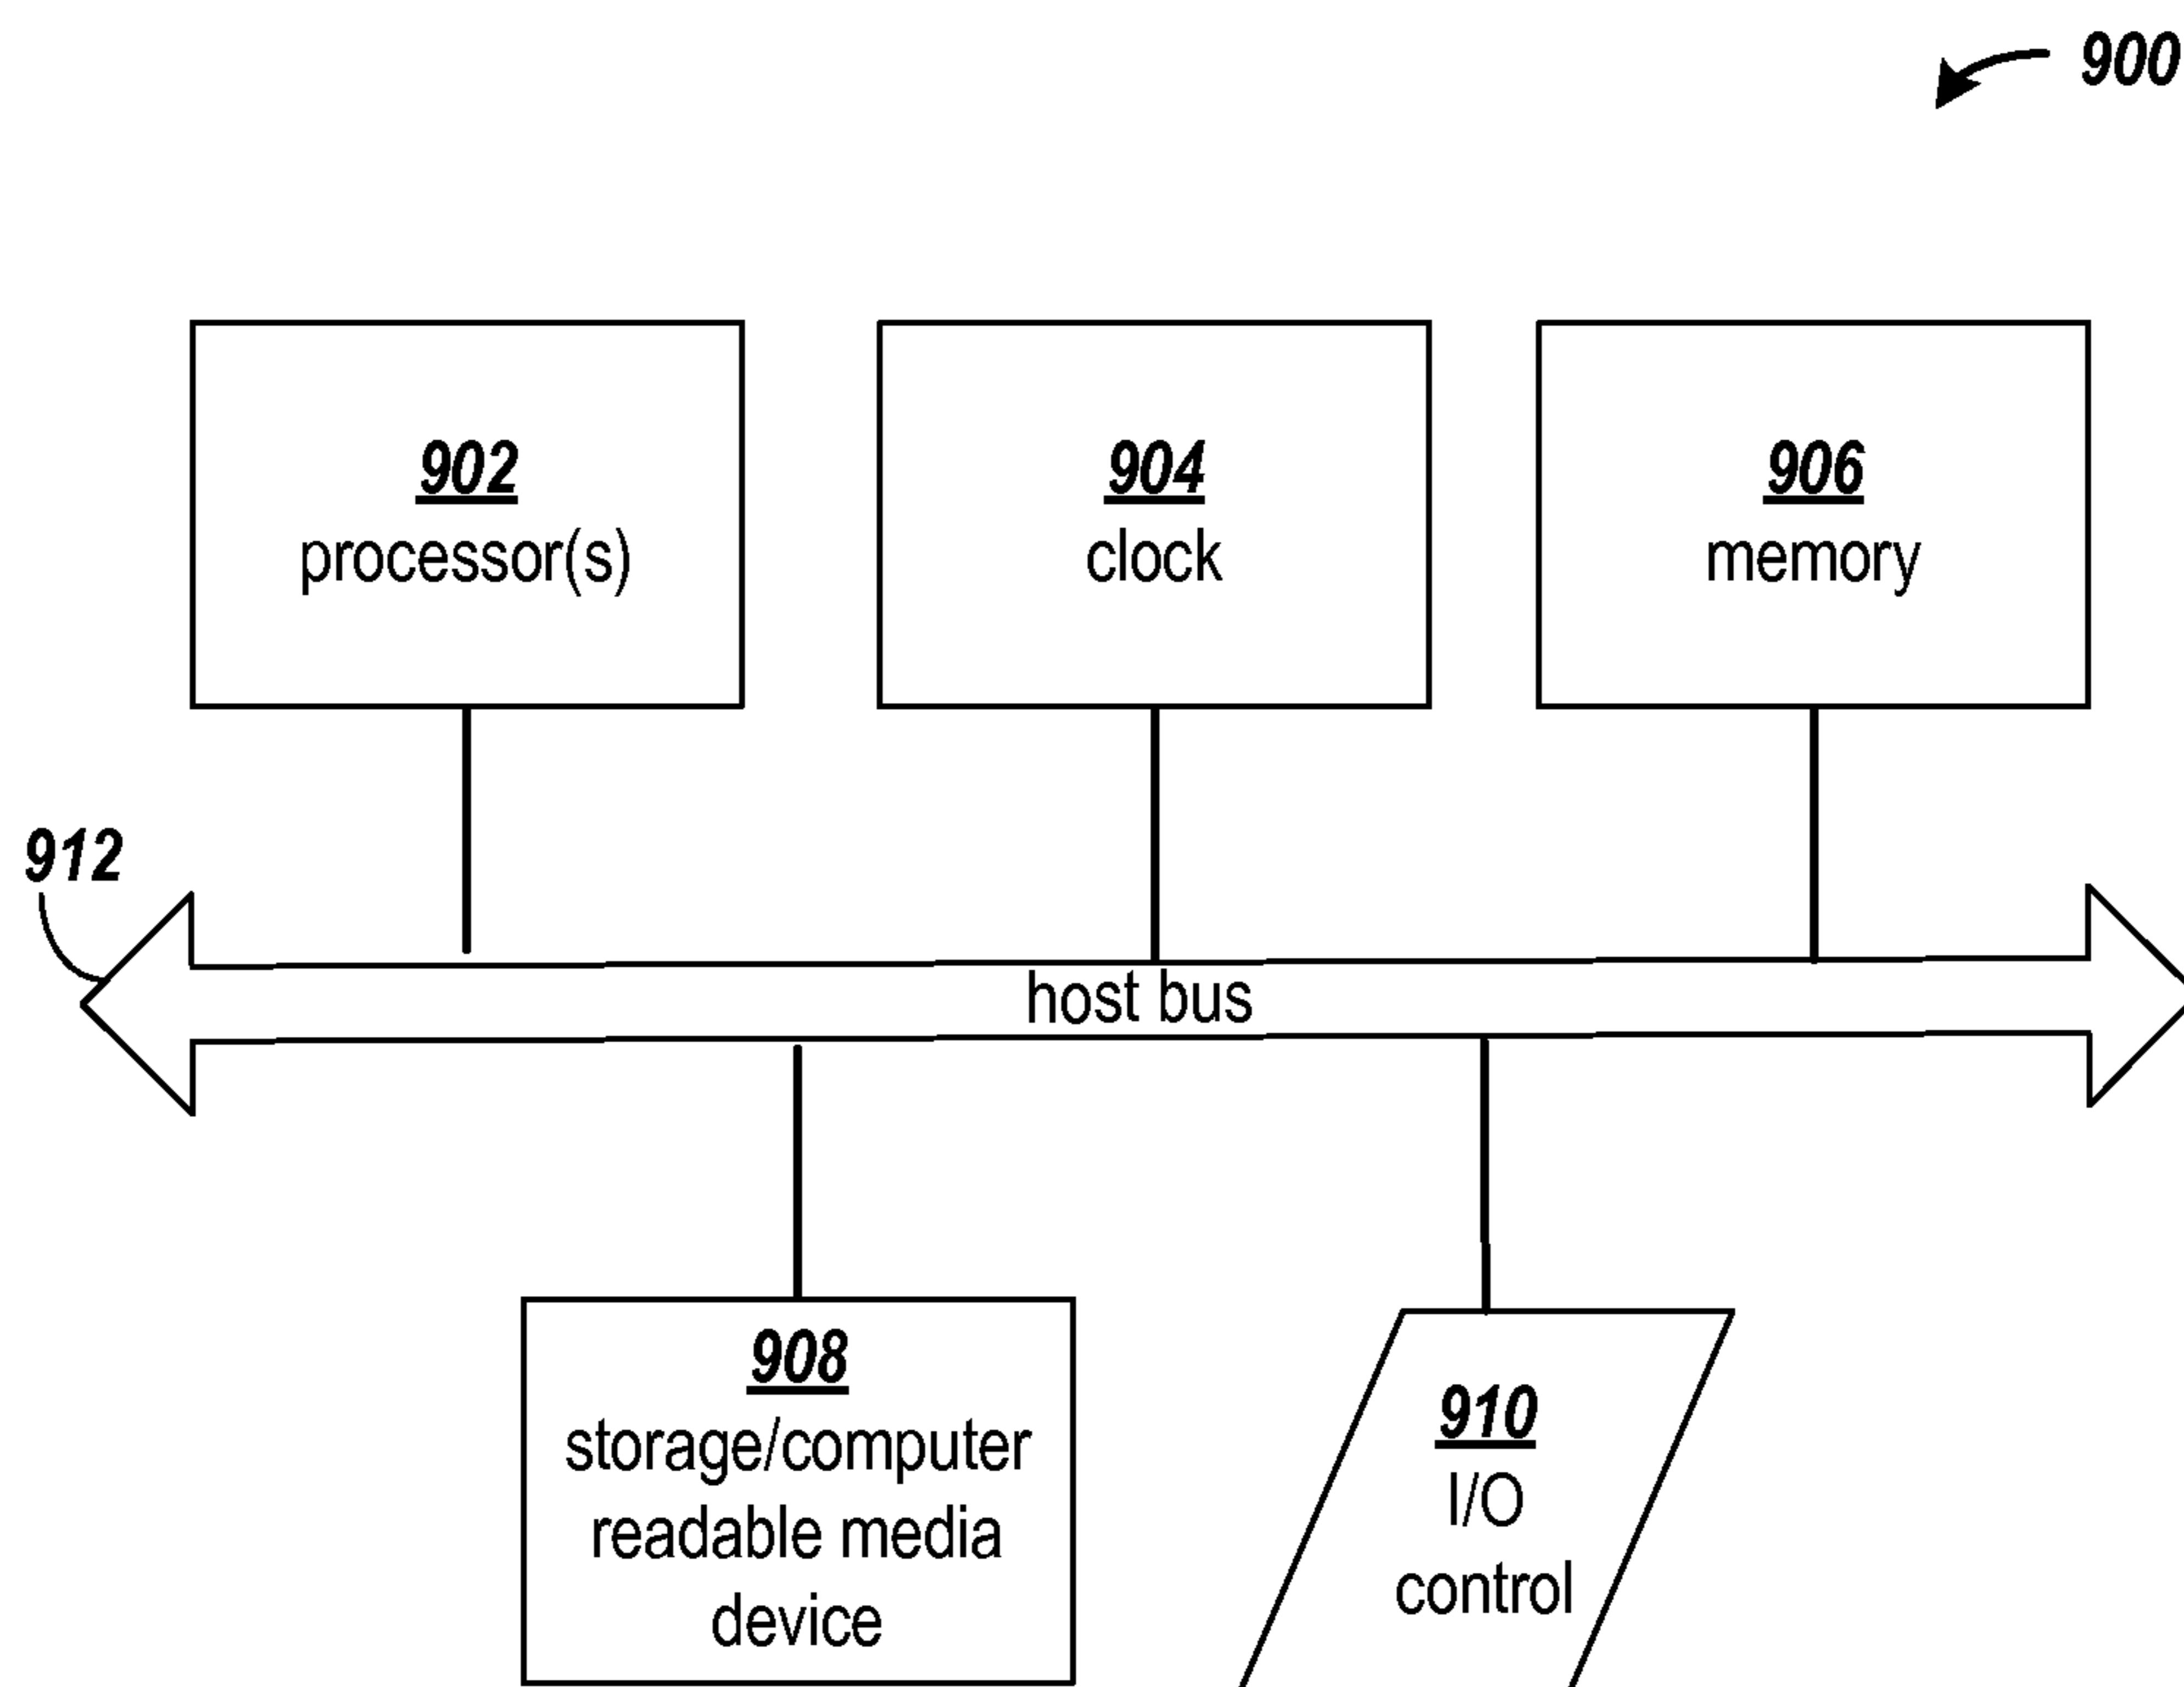 900
902
processor(s)
904
clock
906
memory
912
host bus
908
storage/computer
readable media
device
910
I/O
control